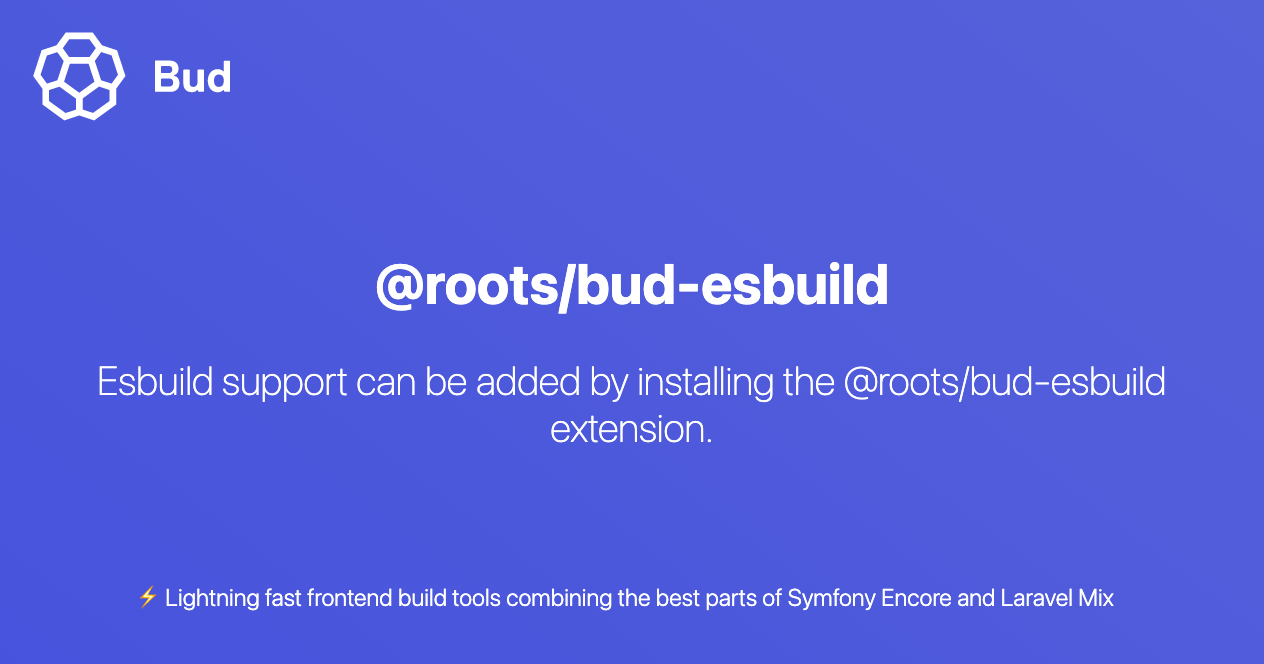 Bud
@roots/bud-esbuild
Esbuild support can be added by installing the @roots/bud-esbuild
extension.
⚡ Lightning fast frontend build tools combining the best parts of Symfony Encore and Laravel Mix